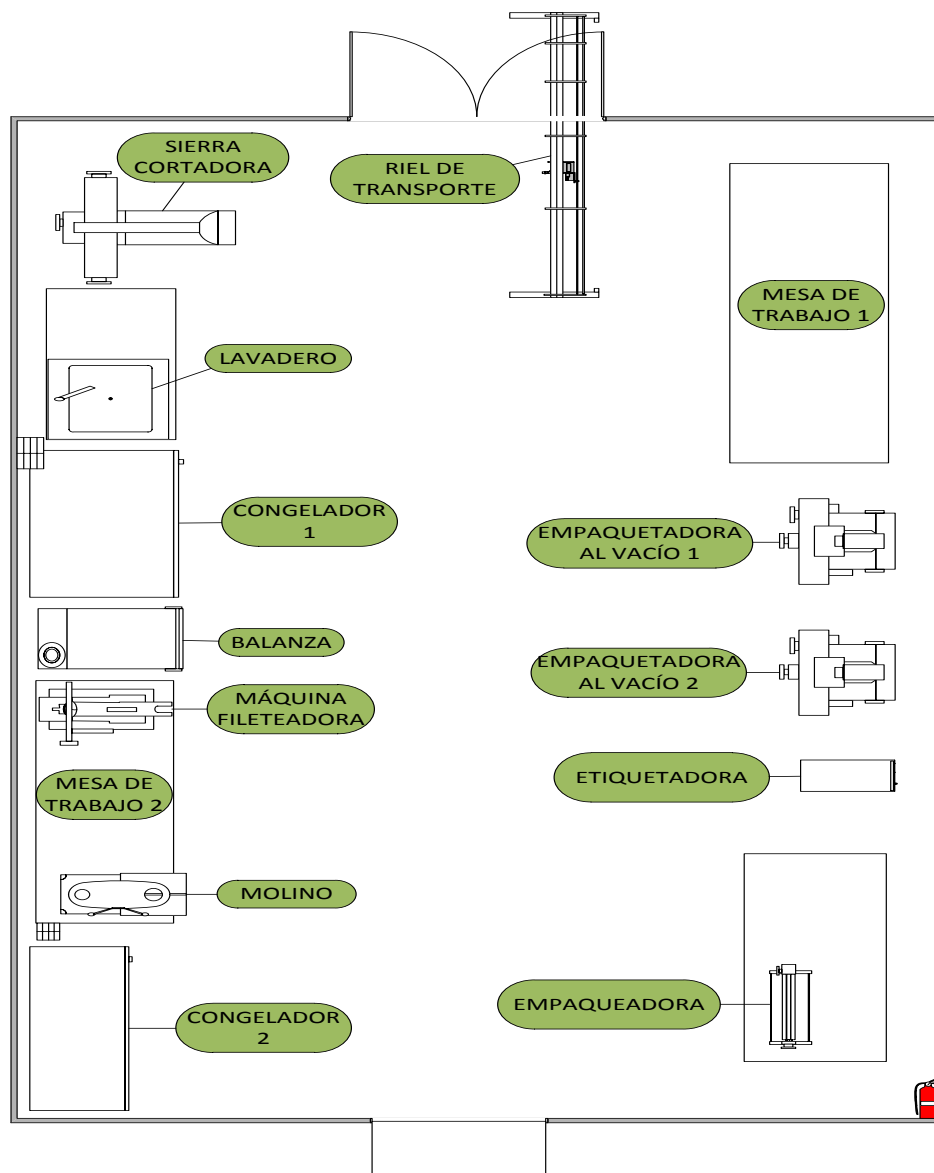 SIERRA
CORTADORA
RIEL DE
TRANSPORTE
MESA DE
TRABAJO 1
LAVADERO
CONGELADOR
1
EMPAQUETADORA
AL VACÍO 1
BALANZA
EMPAQUETADORA
AL VACÍO 2
MÁQUINA
FILETEADORA
MESA DE
TRABAJO 2
ETIQUETADORA
MOLINO
EMPAQUEADORA
CONGELADOR
2